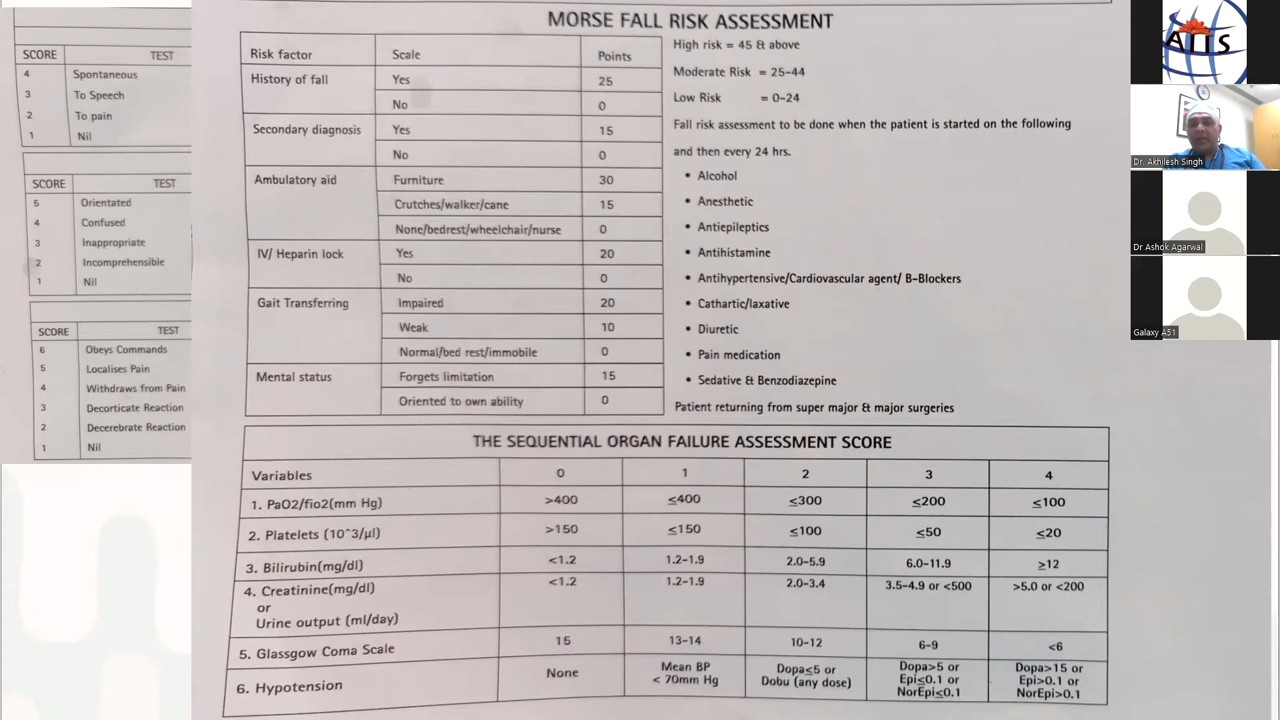 SCORE TEST
4 Spontaneous
3 To Speech
2 To pain
1 Nil
SCORE TEST
5 Orientated
4 Confused
3 Inappropriate
2 Incomprehensible
1 Nil
SCORE TEST
6 Obeys Commands
5 Localises Pain
4 Withdraws from Pain
3 Decorticate Reaction
2 Decerebrate Reaction
1 Nil
MORSE FALL RISK ASSESSMENT
Risk factor Scale Points
History of fall Yes 25
No 0
Secondary diagnosis Yes 15
No 0
Ambulatory aid Furniture 30
Crutches/walker/cane 15
None/bedrest/wheelchair/nurse 0
IV/ Heparin lock Yes 20
No 0
Gait Transferring Impaired 20
Weak 10
Normal/bed rest/immobile 0
Mental status Forgets limitation 15
Oriented to own ability 0
High risk = 45 & above
Moderate Risk = 25-44
Low Risk = 0-24
Fall risk assessment to be done when the patient is started on the following
and then every 24 hrs.
• Alcohol
• Anesthetic
• Antiepileptics
• Antihistamine
• Antihypertensive/Cardiovascular agent/ B-Blockers
• Cathartic/laxative
• Diuretic
• Pain medication
• Sedative & Benzodiazepine
Patient returning from super major & major surgeries
THE SEQUENTIAL ORGAN FAILURE ASSESSMENT SCORE
Variables 0 1 2 3 4
1. PaO2/fio2(mm Hg) >400 ≤400 ≤300 ≤200 ≤100
2. Platelets (10^3/µl) >150 ≤150 ≤100 ≤50 ≤20
3. Bilirubin(mg/dl) <1.2 1.2-1.9 2.0-5.9 6.0-11.9 ≥12
4. Creatinine(mg/dl) <1.2 1.2-1.9 2.0-3.4 3.5-4.9 or <500 >5.0 or <200
or
Urine output (ml/day)
5. Glassgow Coma Scale 15 13-14 10-12 6-9 <6
6. Hypotension None Mean BP < 70mm Hg Dopa≤5 or Dobu (any dose) Dopa>5 or Epi≤0.1 or NorEpi≤0.1 Dopa>15 or Epi>0.1 or NorEpi>0.1
AIIS
Dr. Akhilesh Singh
Dr Ashok Agarwal
Galaxy A51